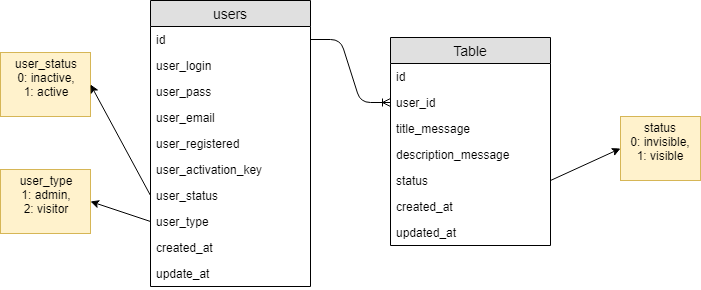 users
id
user_login
user_pass
user_email
user_registered
user_activation_key
user_status
user_type
created_at
update_at
user_status
0: inactive,
1: active
user_type
1: admin,
2: visitor
Table
id
user_id
title_message
description_message
status
created_at
updated_at
status
0: invisible,
1: visible